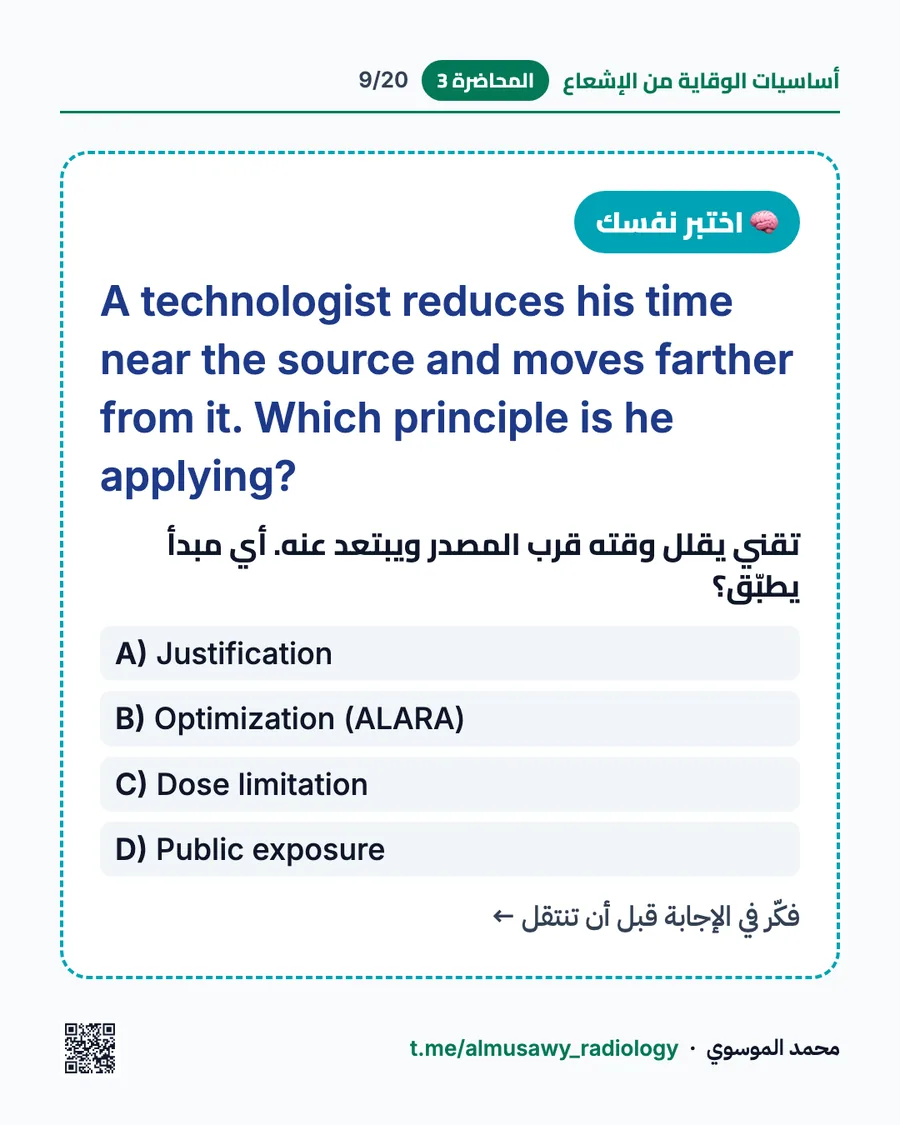 أساسيات الوقاية من الإشعاع المحاضرة 3 9/20
🧠 اختبر نفسك
A technologist reduces his time
near the source and moves farther
from it. Which principle is he
applying?
تقني يقلل وقته قرب المصدر ويبتعد عنه. أي مبدأ
يطبّق؟
A) Justification
B) Optimization (ALARA)
C) Dose limitation
D) Public exposure
فكّر في الإجابة قبل أن تنتقل ←
محمد الموسوي · t.me/almusawy_radiology